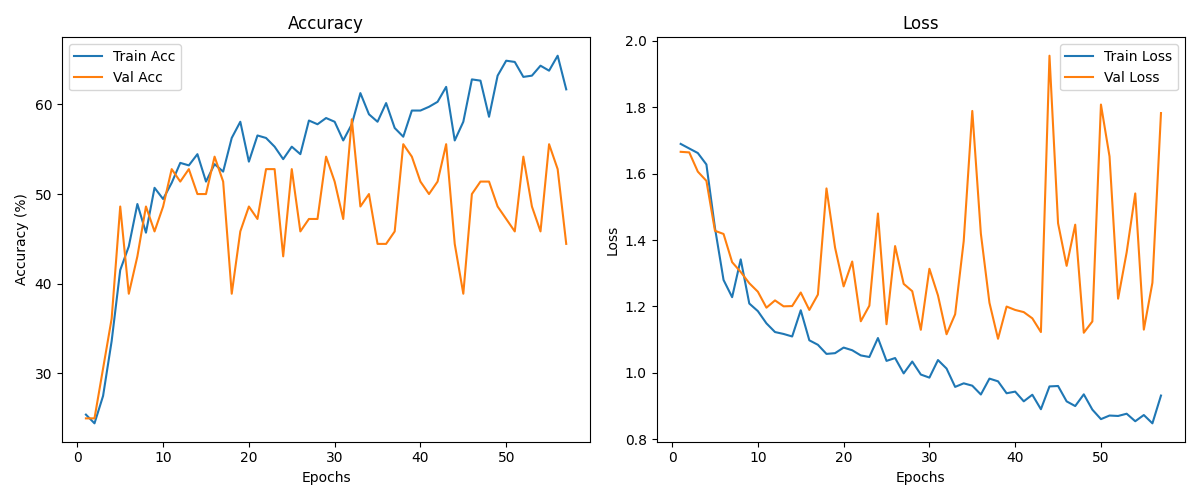 Accuracy
Train Acc
Val Acc
Accuracy (%)
60
50
40
30
0 10 20 30 40 50
Epochs
Loss
Train Loss
Val Loss
Loss
2.0
1.8
1.6
1.4
1.2
1.0
0.8
0 10 20 30 40 50
Epochs